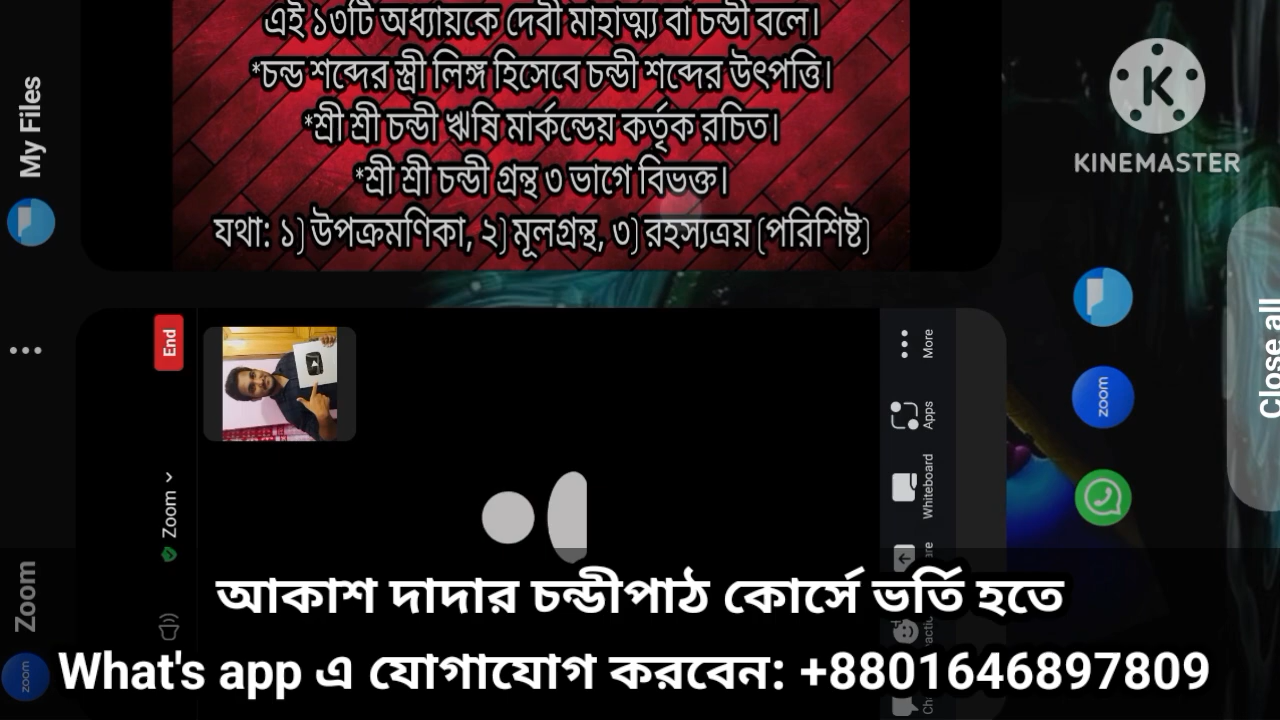 এই ১৩টি অধ্যায়কে দেবী মাহাত্ম্য বা চন্ডী বলে।
*চন্ড শব্দের স্ত্রী লিঙ্গ হিসেবে চন্ডী শব্দের উৎপত্তি।
*শ্রী শ্রী চন্ডী ঋষি মার্কন্ডেয় কর্তৃক রচিত।
*শ্রী শ্রী চন্ডী গ্রন্থ ৩ ভাগে বিভক্ত।
যথা: ১) উপক্রমণিকা, ২) মূলগ্রন্থ, ৩) রহস্যত্রয় (পরিশিষ্ট)
My Files
K
KINEMASTER
End
Zoom
More
Apps
Whiteboard
zoom
Close all
Zoom
zoom
আকাশ দাদার চন্ডীপাঠ কোর্সে ভর্তি হতে
What's app এ যোগাযোগ করবেন: +8801646897809